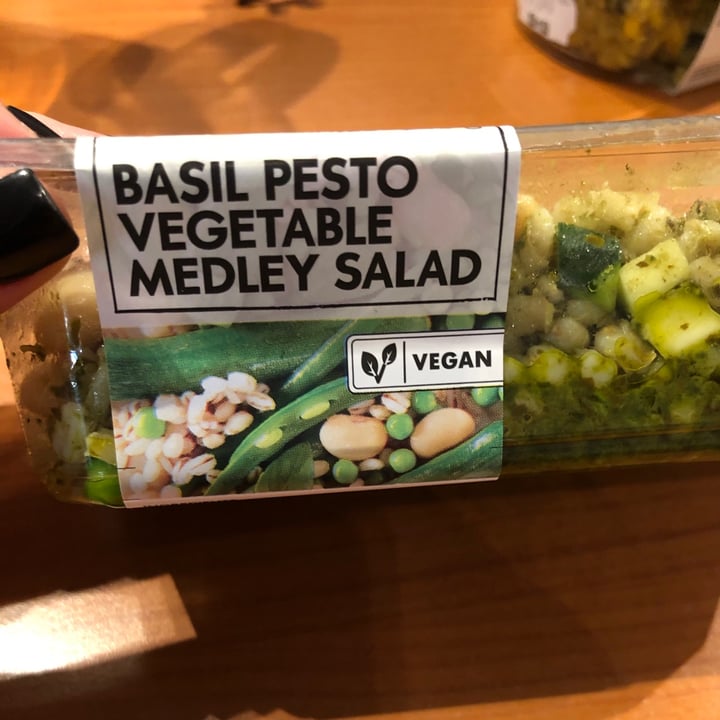 BASIL PESTO
VEGETABLE
MEDLEY SALAD
VEGAN